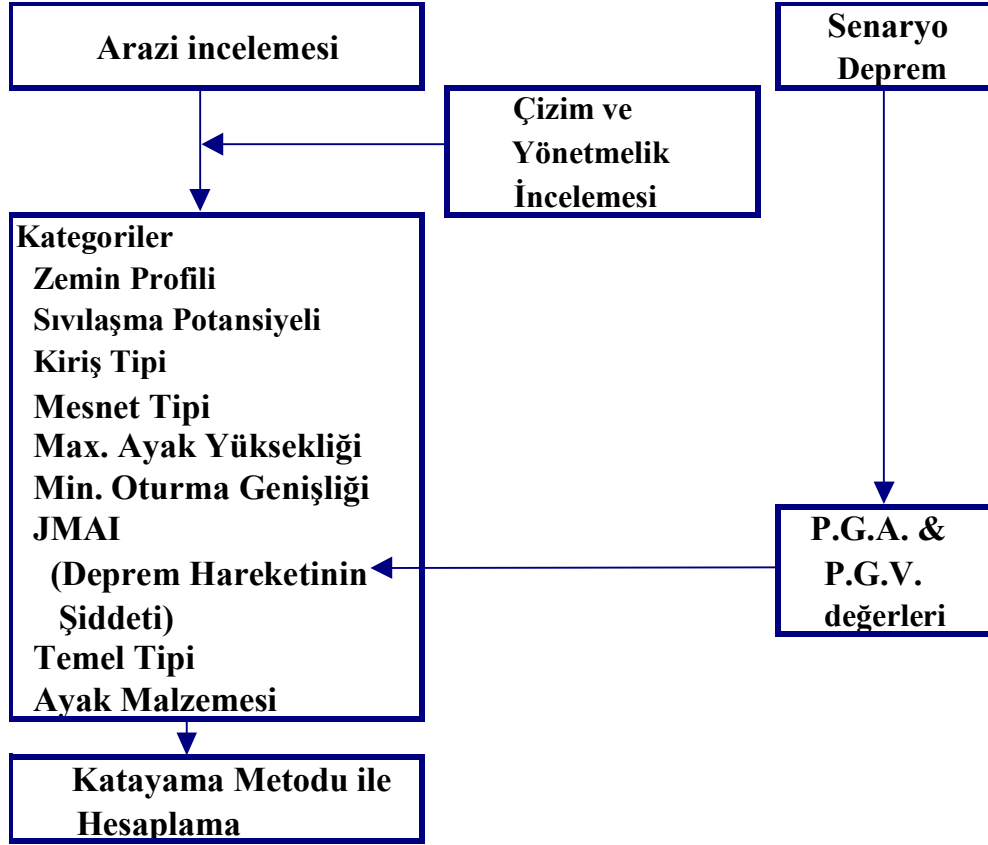 Arazi incelemesi
Senaryo
Deprem
Çizim ve
Yönetmelik
İncelemesi
Kategoriler
Zemin Profili
Sıvılaşma Potansiyeli
Kiriş Tipi
Mesnet Tipi
Max. Ayak Yüksekliği
Min. Oturma Genişliği
JMAI
(Deprem Hareketinin
Şiddeti)
Temel Tipi
Ayak Malzemesi
P.G.A. &
P.G.V.
değerleri
Katayama Metodu ile
Hesaplama